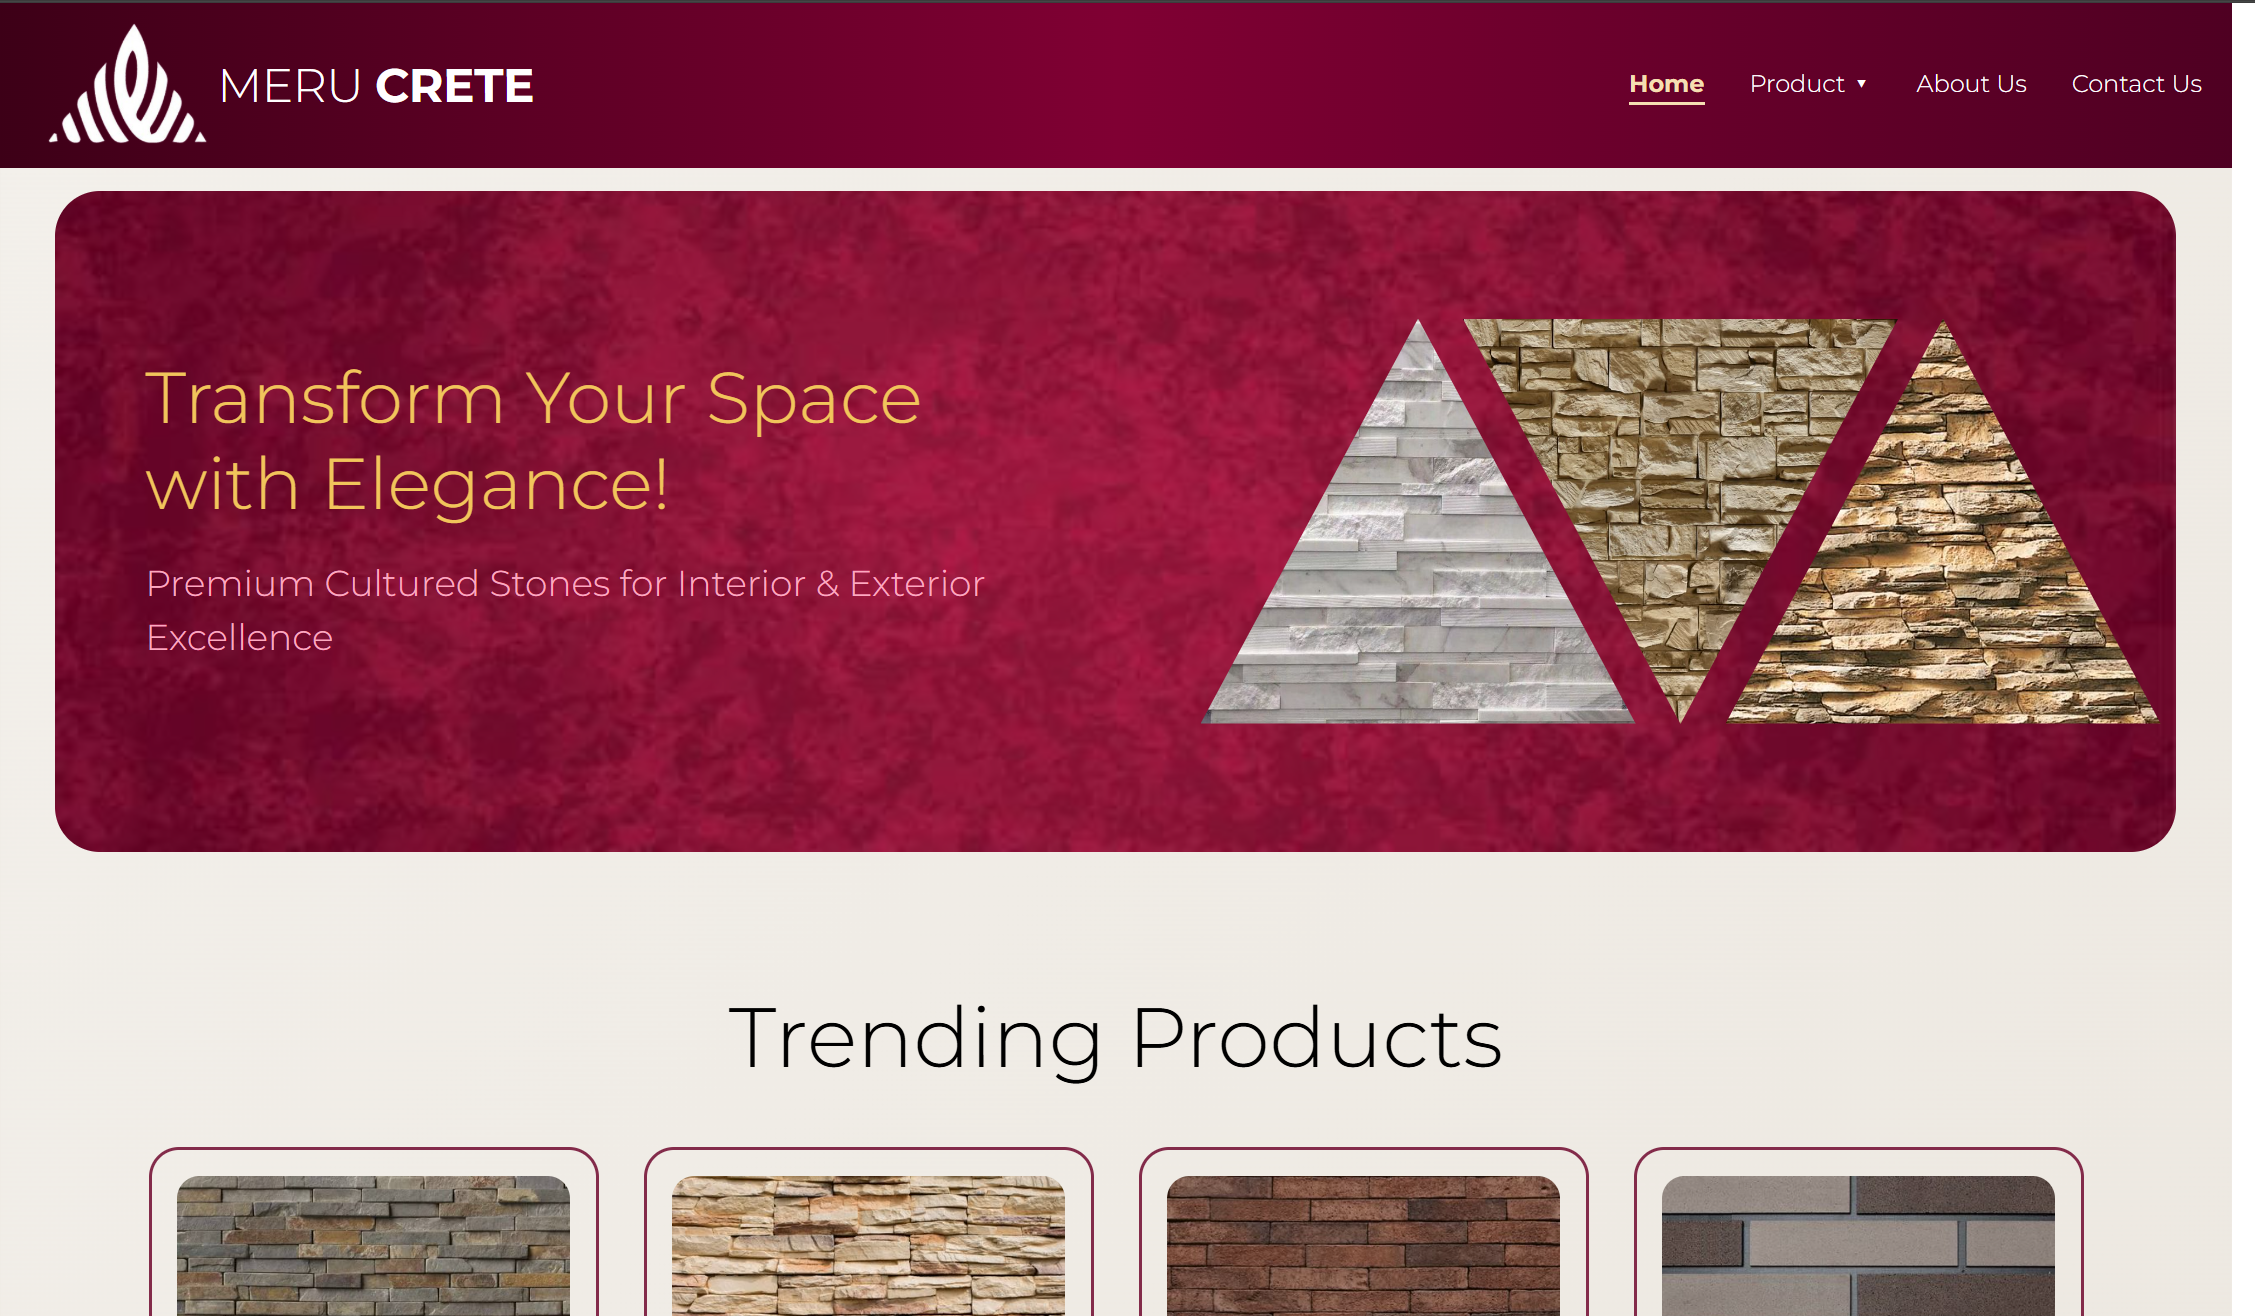 MERU CRETE
Home Product ▼ About Us Contact Us
Transform Your Space
with Elegance!
Premium Cultured Stones for Interior & Exterior
Excellence
Trending Products